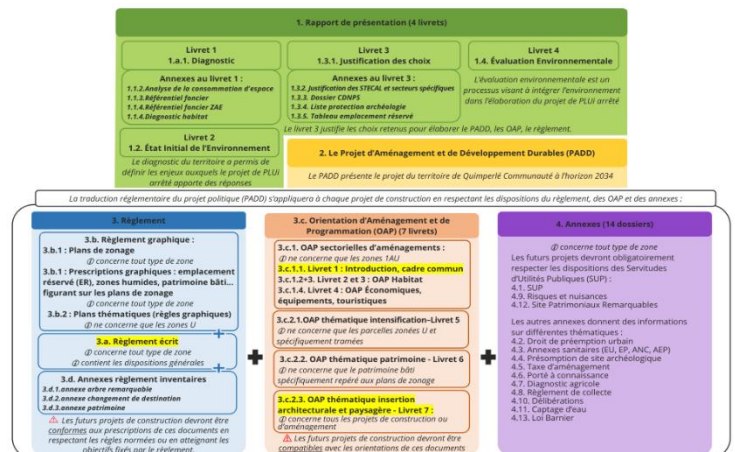 1. Rapport de présentation (4 livrets)
Livret 1
1.a.1. Diagnostic
Annexes au livret 1 :
1.1.2.Analyse de la consommation d'espace
1.1.3.Référentiel foncier
1.1.4.Référentiel foncier ZAE
1.1.4.Diagnostic habitat
Livret 2
1.2. État Initial de l'Environnement
Le diagnostic du territoire a permis de
définir les enjeux auxquels le projet de PLUi
arrêté apporte des réponses
Livret 3
1.3.1. Justification des choix
Annexes au livret 3 :
1.3.2. Justification des STECAL et secteurs spécifiques
1.3.3. Dossier CDNPS
1.3.4. Liste protection archéologie
1.3.5. Tableau emplacement réservé
Le livret 3 justifie les choix retenus pour élaborer le PADD, les OAP, le règlement.
Livret 4
1.4. Évaluation Environnementale
L'évaluation environnementale est un
processus visant à intégrer l'environnement
dans l'élaboration du projet de PLUi arrêté
2. Le Projet d'Aménagement et de Développement Durables (PADD)
Le PADD présente le projet du territoire de Quimperlé Communauté à l'horizon 2034
La traduction réglementaire du projet politique (PADD) s'appliquera à chaque projet de construction en respectant les dispositions du règlement, des OAP et des annexes :
3. Règlement
3.b. Règlement graphique :
3.b.1 : Plans de zonage
concerne tout type de zone
3.b.1 : Prescriptions graphiques : emplacement
réservé (ER), zones humides, patrimoine bâti...
figurant sur les plans de zonage
concerne tout type de zone
3.b.2 : Plans thématiques (règles graphiques)
ne concerne que les zones U
3.a. Règlement écrit
concerne tout type de zone
contient les dispositions générales
3.d. Annexes règlement inventaires
3.d.1.annexe arbre remarquable
3.d.2.annexe changement de destination
3.d.3.annexe patrimoine
Les futurs projets de construction devront être
conformes aux prescriptions de ces documents en
respectant les règles normées ou en atteignant les
objectifs fixés par le règlement.
3.c. Orientation d'Aménagement et de
Programmation (OAP) (7 livrets)
3.c.1. OAP sectorielles d'aménagements :
ne concerne que les zones 1AU
3.c.1.1. Livret 1 : Introduction, cadre commun
3.c.1.2+3. Livret 2 et 3 : OAP Habitat
3.c.1.4. Livret 4 : OAP Économiques,
équipements, touristiques
3.c.2.1.OAP thématique intensification–Livret 5
ne concerne que les parcelles zonées U et
spécifiquement tramées
3.c.2.2. OAP thématique patrimoine - Livret 6
ne concerne que le patrimoine bâti
spécifiquement repéré aux plans de zonage
3.c.2.3. OAP thématique insertion
architecturale et paysagère - Livret 7 :
concerne tous les projets de construction ou
d'aménagement
Les futurs projets de construction devront être
compatibles avec les orientations de ces documents
4. Annexes (14 dossiers)
concerne tout type de zone
Les futurs projets devront obligatoirement
respecter les dispositions des Servitudes
d'Utilité Publiques (SUP) :
4.1. SUP
4.9. Risques et nuisances
4.12. Site Patrimoniaux Remarquables
Les autres annexes donnent des informations
sur différentes thématiques ;
4.2. Droit de préemption urbain
4.3. Annexes sanitaires (EU, EP, ANC, AEP)
4.4. Présomption de site archéologique
4.5. Taxe d'aménagement
4.6. Porté à connaissance
4.7. Diagnostic agricole
4.8. Règlement de collecte
4.10. Délibérations
4.11. Captage d'eau
4.13. Loi Barnier